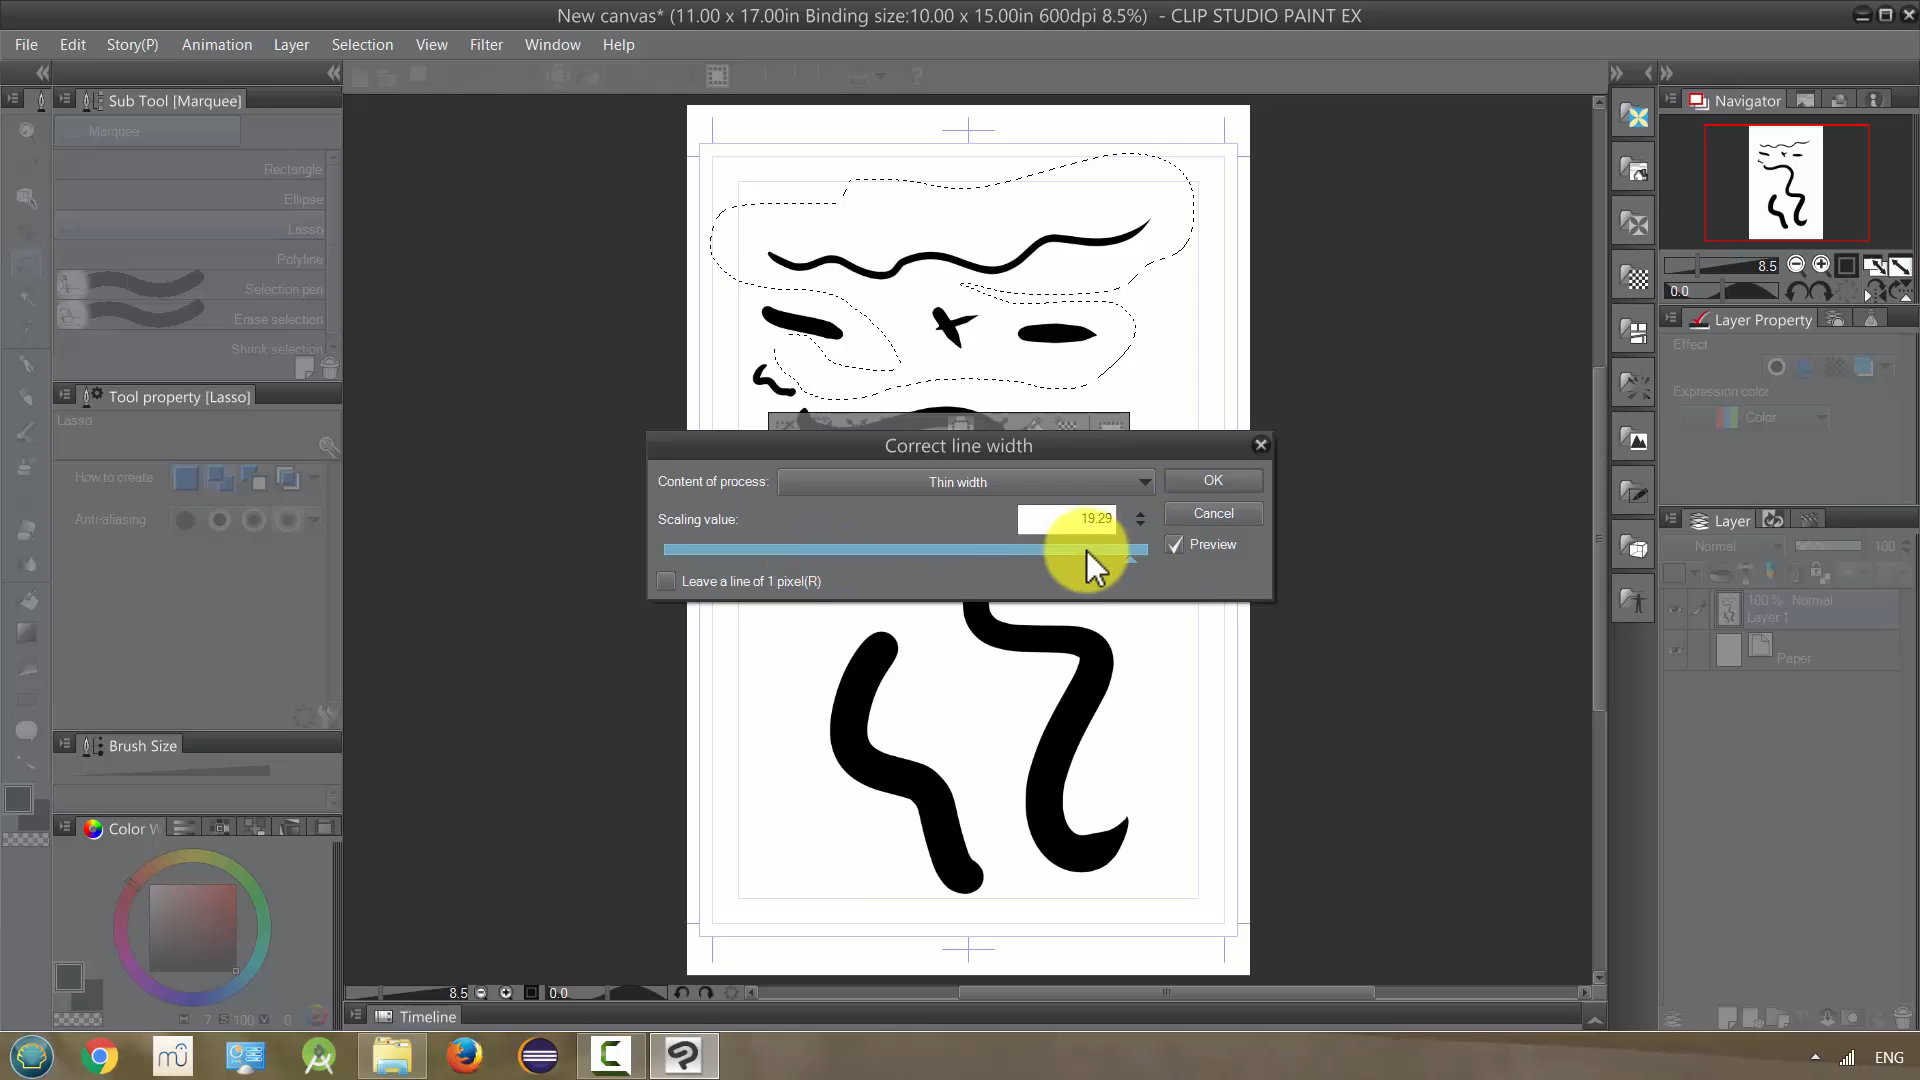 New canvas* (11.00 x 17.00in Binding size:10.00 x 15.00in 600dpi 8.5%) - CLIP STUDIO PAINT EX
File Edit Story(P) Animation Layer Selection View Filter Window Help
Sub Tool [Marquee]
Marquee
Rectangle
Ellipse
Lasso
Polyline
Selection pen
Erase selection
Shrink selection
Tool property [Lasso]
Lasso
How to create
Anti-aliasing
Brush Size
Color W
H 7 S 100 V 0
Correct line width
Content of process: Thin width OK
Scaling value: 19.29 Cancel
Preview
Leave a line of 1 pixel(R)
8.5 0.0
Timeline
Navigator
8.5
0.0
Layer Property
Effect
Expression color
Color
Layer
Normal 100
100 % Normal
Layer 1
Paper
ENG